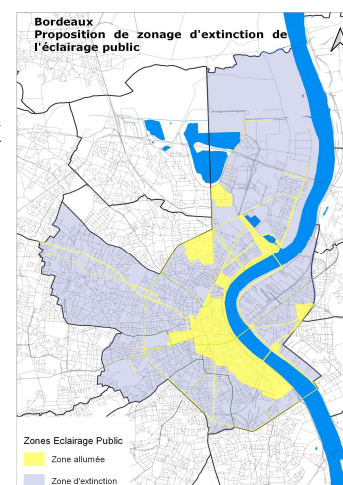 Bordeaux
Proposition de zonage d'extinction de
l'éclairage public
Zones Eclairage Public
Zone allumée
Zone d'extinction